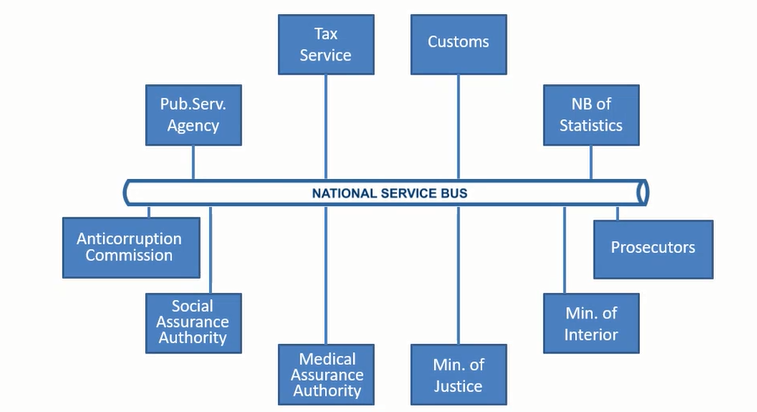 Tax
Service
Customs
Pub.Serv.
Agency
NB of
Statistics
NATIONAL SERVICE BUS
Anticorruption
Commission
Prosecutors
Social
Assurance
Authority
Min. of
Interior
Medical
Assurance
Authority
Min. of
Justice